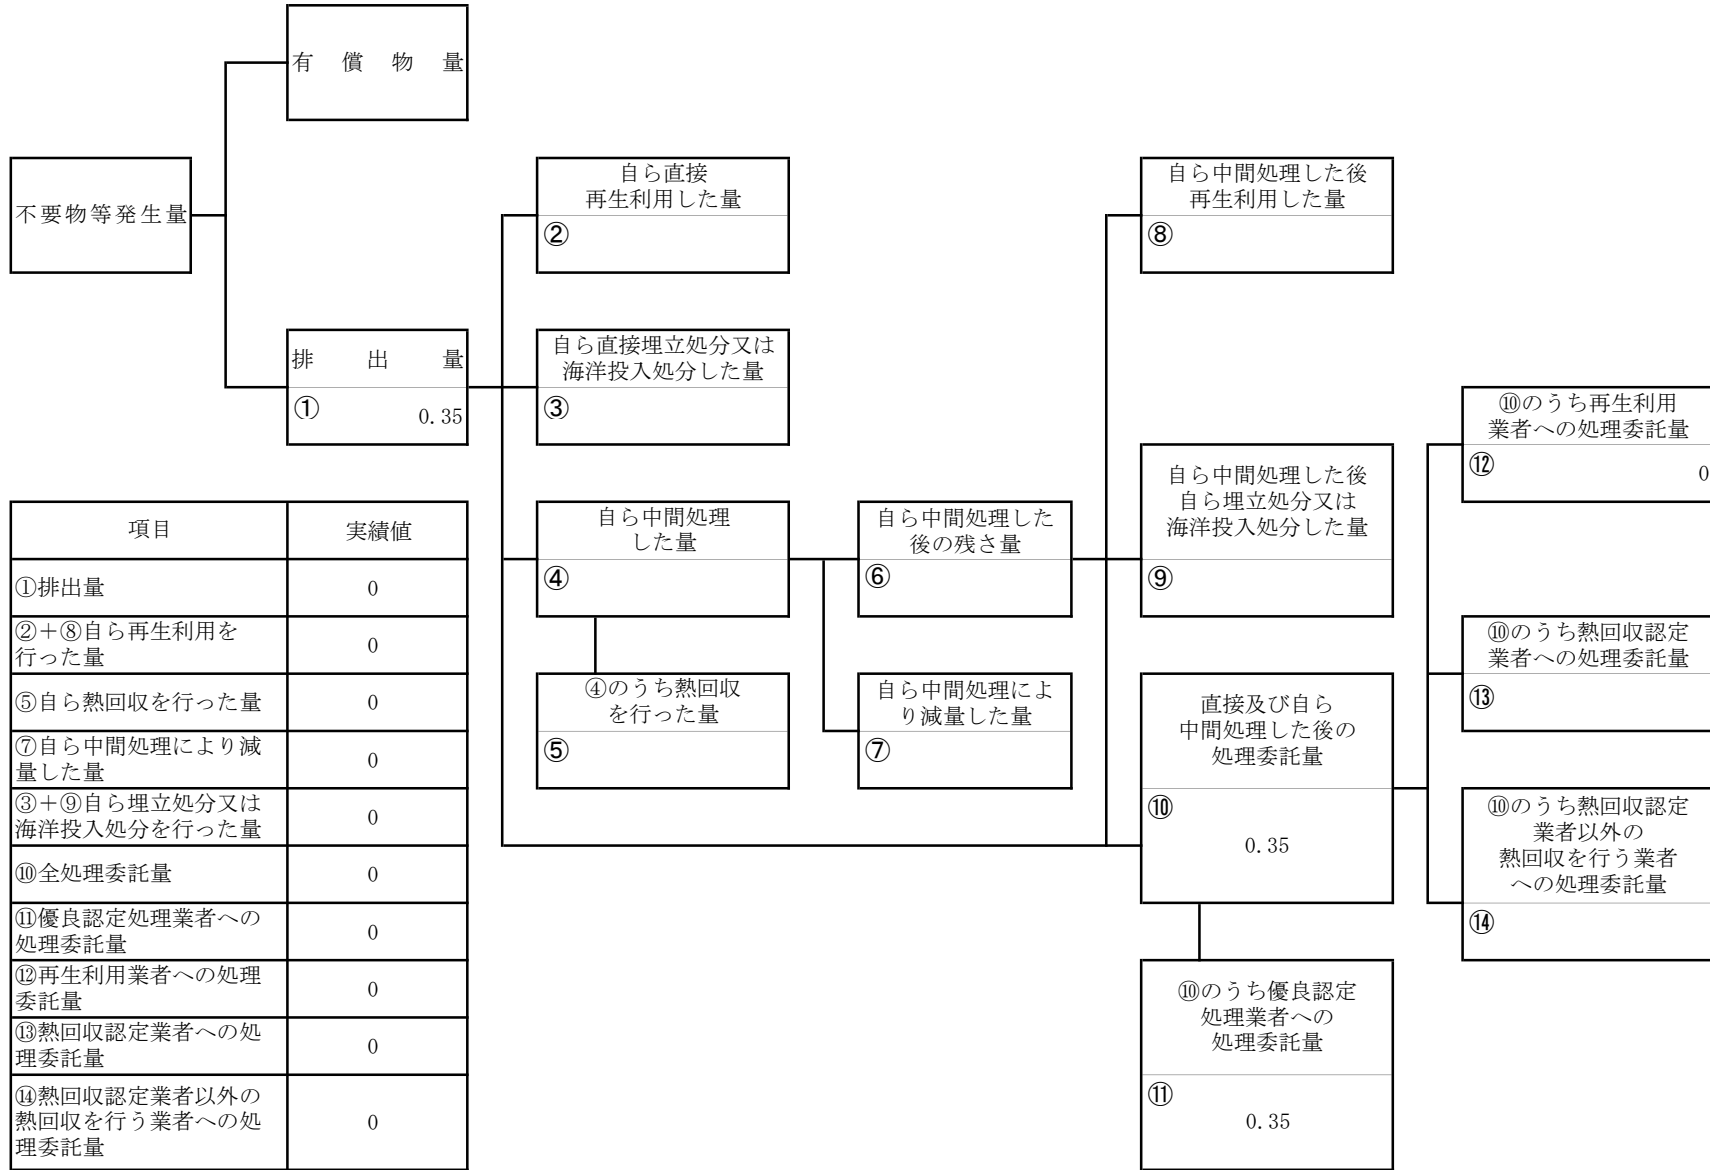 有償物量
不要物等発生量
排出量
① 0.35
自ら直接
再生利用した量
②
自ら直接埋立処分又は
海洋投入処分した量
③
自ら中間処理
した量
④
④のうち熱回収
を行った量
⑤
自ら中間処理した
後の残さ量
⑥
自ら中間処理によ
り減量した量
⑦
自ら中間処理した後
再生利用した量
⑧
自ら中間処理した後
自ら埋立処分又は
海洋投入処分した量
⑨
直接及び自ら
中間処理した後の
処理委託量
⑩
0.35
⑩のうち優良認定
処理業者への
処理委託量
⑪
0.35
⑩のうち再生利用
業者への処理委託量
⑫ 0
⑩のうち熱回収認定
業者への処理委託量
⑬
⑩のうち熱回収認定
業者以外の
熱回収を行う業者
への処理委託量
⑭
項目 実績値
①排出量 0
②+⑧自ら再生利用を
行った量 0
⑤自ら熱回収を行った量 0
⑦自ら中間処理により減
量した量 0
③+⑨自ら埋立処分又は
海洋投入処分を行った量 0
⑩全処理委託量 0
⑪優良認定処理業者への
処理委託量 0
⑫再生利用業者への処理
委託量 0
⑬熱回収認定業者への処
理委託量 0
⑭熱回収認定業者以外の
熱回収を行う業者への処
理委託量 0